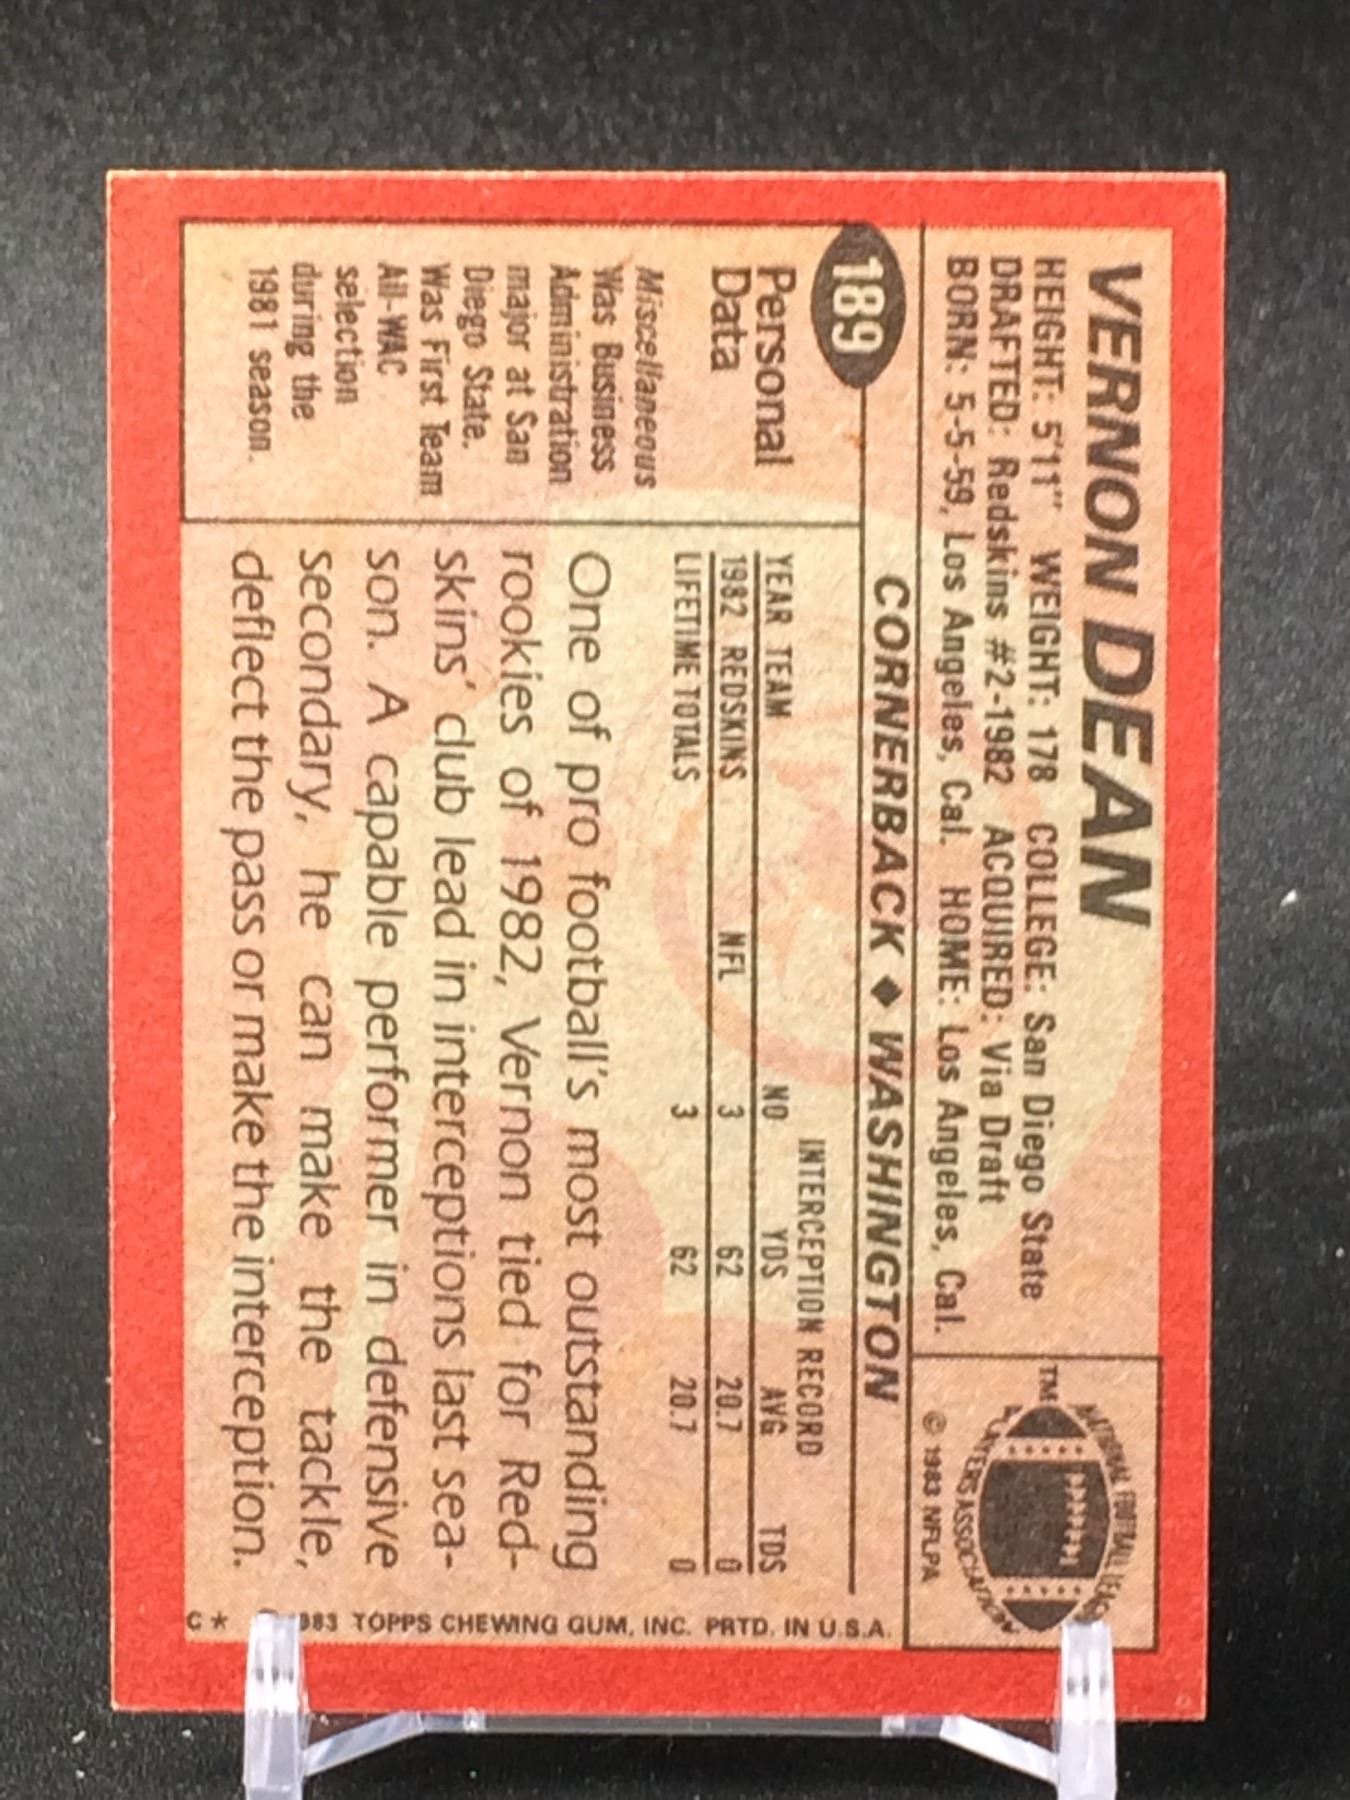 VERNON DEAN
HEIGHT: 5'11" WEIGHT: 178 COLLEGE: San Diego State
DRAFTED: Redskins #2-1982 ACQUIRED: Via Draft
BORN: 5-5-59, Los Angeles, Cal. HOME: Los Angeles, Cal.
TM
NATIONAL FOOTBALL LEAGUE
PLAYERS ASSOCIATION
© 1983 NFLPA
189
CORNERBACK ♦ WASHINGTON
Personal
Data
Miscellaneous
Was Business
Administration
major at San
Diego State.
Was First Team
All-WAC
selection
during the
1981 season.
INTERCEPTION RECORD
YEAR TEAM NO YDS AVG TDS
1982 REDSKINS NFL 3 62 20.7 0
LIFETIME TOTALS 3 62 20.7 0
One of pro football's most outstanding
rookies of 1982, Vernon tied for Red-
skins' club lead in interceptions last sea-
son. A capable performer in defensive
secondary, he can make the tackle,
deflect the pass or make the interception.
C* © 1983 TOPPS CHEWING GUM, INC. PRTD. IN U.S.A.